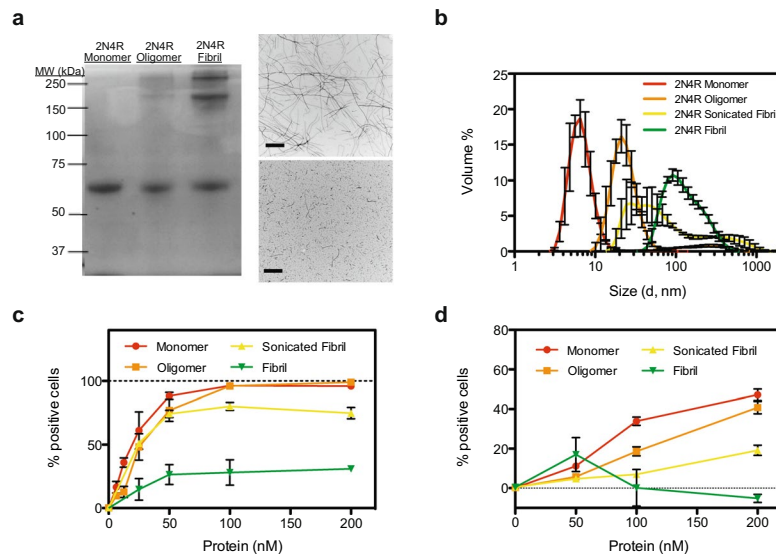 a
2N4R 2N4R 2N4R
Monomer Oligomer Fibril
MW (kDa)
250
150
100
75
50
37
b
25
20
15
10
5
0
Volume %
2N4R Monomer
2N4R Oligomer
2N4R Sonicated Fibril
2N4R Fibril
1 10 100 1000
Size (d, nm)
c
% positive cells
100
50
0
Monomer
Oligomer
Sonicated Fibril
Fibril
0 50 100 150 200
Protein (nM)
d
% positive cells
80
60
40
20
0
Monomer
Oligomer
Sonicated Fibril
Fibril
0 50 100 150 200
Protein (nM)